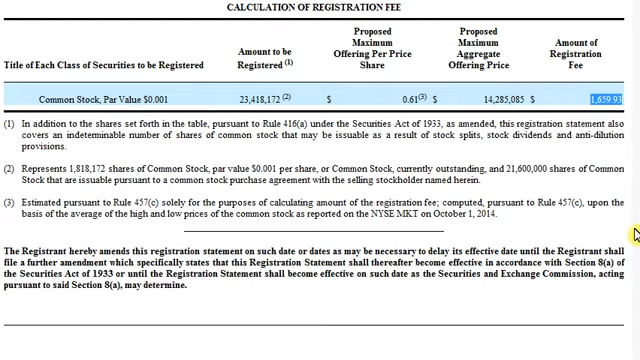 CALCULATION OF REGISTRATION FEE
Title of Each Class of Securities to be Registered Amount to be Registered (1) Proposed Maximum Offering Per Price Share Proposed Maximum Aggregate Offering Price Amount of Registration Fee
Common Stock, Par Value $0.001 23,418,172 (2) $ 0.61(3) $ 14,285,085 $ 1,659.93
(1) In addition to the shares set forth in the table, pursuant to Rule 416(a) under the Securities Act of 1933, as amended, this registration statement also
covers an indeterminable number of shares of common stock that may be issuable as a result of stock splits, stock dividends and anti-dilution
provisions.
(2) Represents 1,818,172 shares of Common Stock, par value $0.001 per share, or Common Stock, currently outstanding, and 21,600,000 shares of Common
Stock that are issuable pursuant to a common stock purchase agreement with the selling stockholder named herein.
(3) Estimated pursuant to Rule 457(c) solely for the purposes of calculating amount of the registration fee; computed, pursuant to Rule 457(c), upon the
basis of the average of the high and low prices of the common stock as reported on the NYSE MKT on October 1, 2014.
The Registrant hereby amends this registration statement on such date or dates as may be necessary to delay its effective date until the Registrant shall
file a further amendment which specifically states that this Registration Statement shall thereafter become effective in accordance with Section 8(a) of
the Securities Act of 1933 or until the Registration Statement shall become effective on such date as the Securities and Exchange Commission, acting
pursuant to said Section 8(a), may determine.